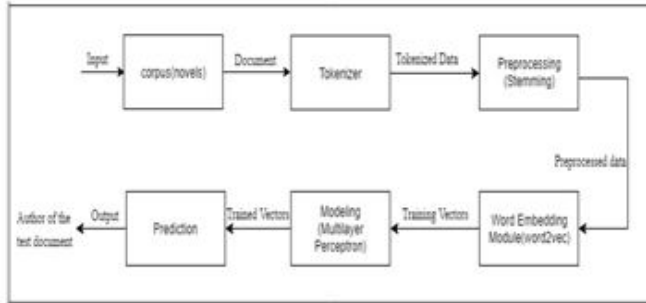 Input
corpus(novels)
Document
Tokenizer
Tokenized Data
Preprocessing
(Stemming)
Preprocessed data
Word Embedding
Module(word2vec)
Training Vectors
Modeling
(Multilayer
Perceptron)
Trained Vectors
Prediction
Output
Author of the
test document